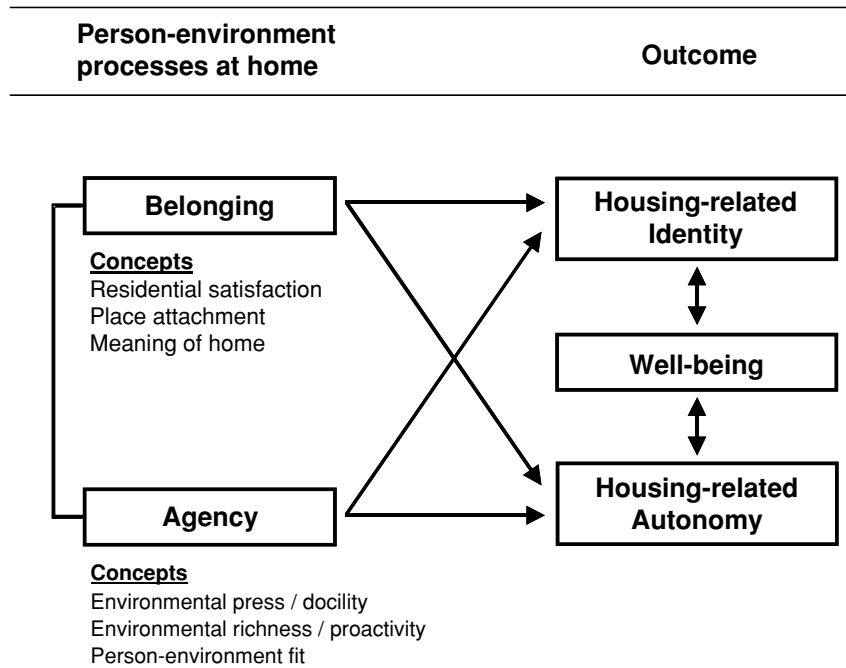 Person-environment
processes at home
Outcome
Belonging
Concepts
Residential satisfaction
Place attachment
Meaning of home
Agency
Concepts
Environmental press / docility
Environmental richness / proactivity
Person-environment fit
Housing-related
Identity
Well-being
Housing-related
Autonomy